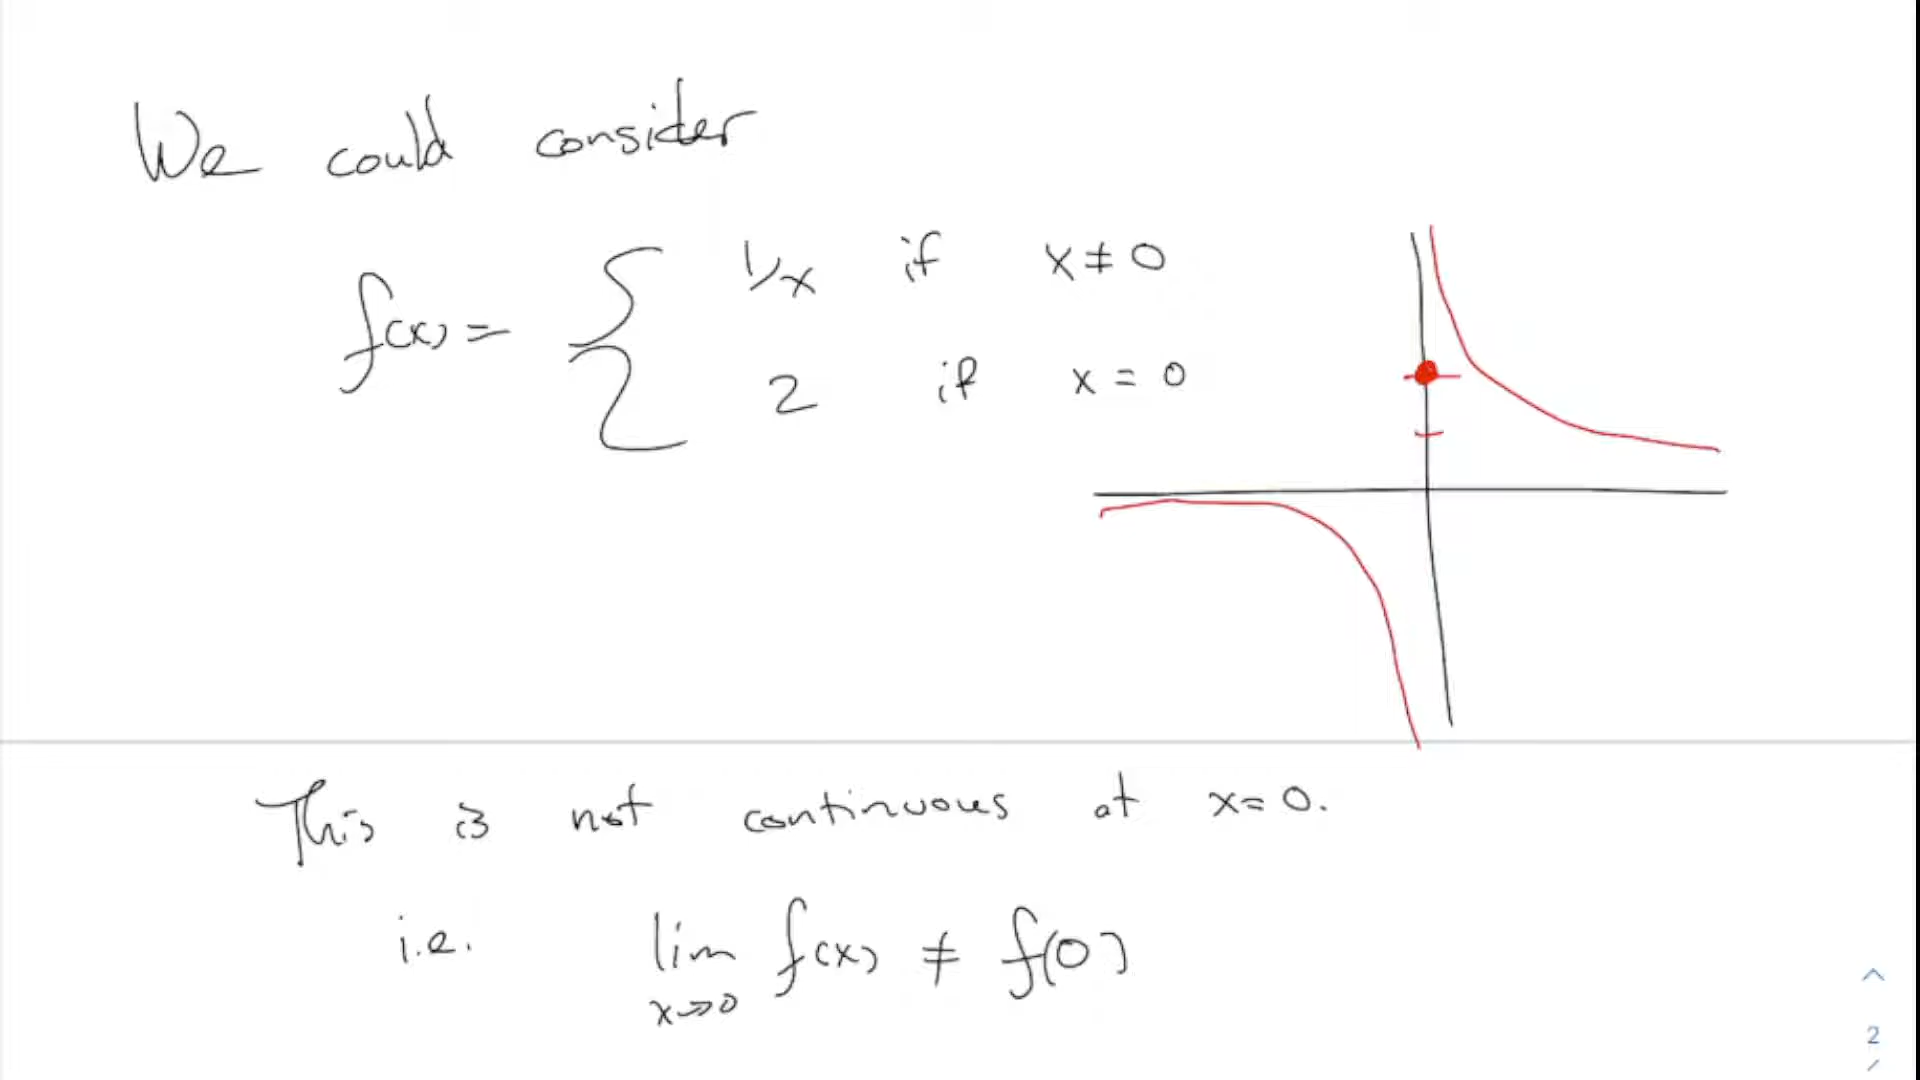 We could consider
f(x) = { 1/x if x ≠ 0
2 if x = 0
This is not continuous at x=0.
i.e. lim f(x) ≠ f(0)
x→0
2